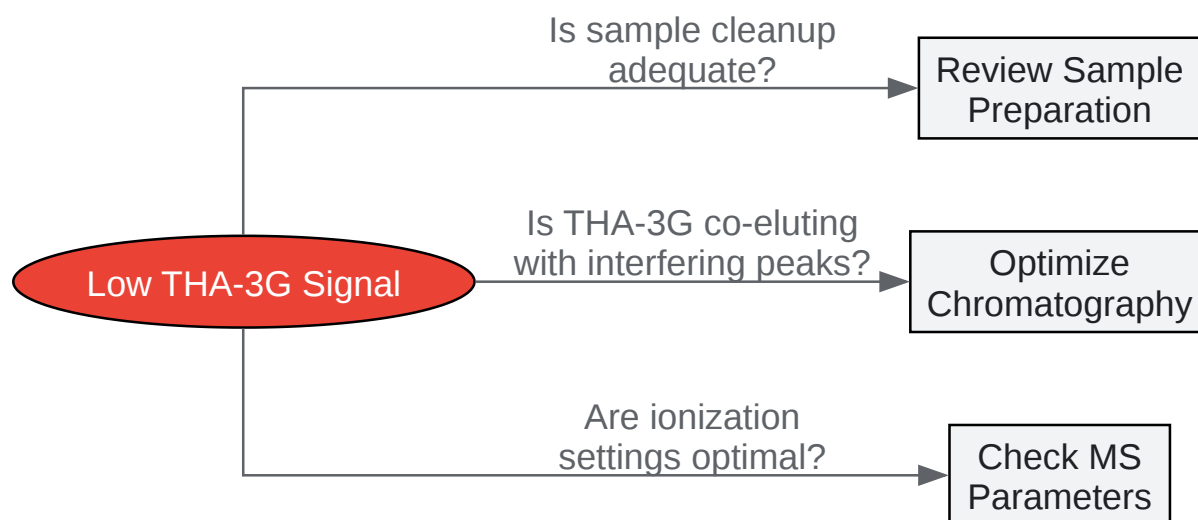 Is sample cleanup
adequate?
Review Sample
Preparation
Is THA-3G co-eluting
with interfering peaks?
Low THA-3G Signal
Optimize
Chromatography
Are ionization
settings optimal?
Check MS
Parameters